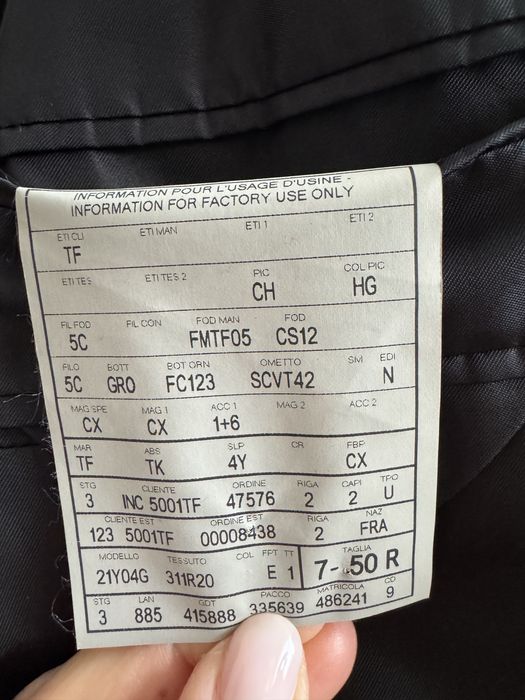 INFORMATION POUR L'USAGE D'USINE -
INFORMATION FOR FACTORY USE ONLY
ETI CLI ETI MAN ETI 1 ETI 2
TF
ETI TES ETI TES 2 PIC COL PIC
CH HG
FIL FOD FIL CON FOD MAN FOD
5C FMTF05 CS12
FILO BOTT BOT ORN OMETTO SM EDI
5C GRO FC123 SCVT42 N
MAG SPE MAG 1 ACC 1 MAG 2 ACC 2
CX CX 1+6
MAR ABS SLP CR FBP
TF TK 4Y CX
STG CLIENTE ORDINE RIGA CAPI TPO
3 INC 5001TF 47576 2 2 U
CLIENTE EST ORDINE EST RIGA NAZ
123 5001TF 00008438 2 FRA
MODELLO TESSUTO COL FPT TT TAGLIA
21Y04G 311R20 E 1 7- 50 R
STG LAN GDT PACCO MATRICOLA CD
3 885 415888 335639 486241 9